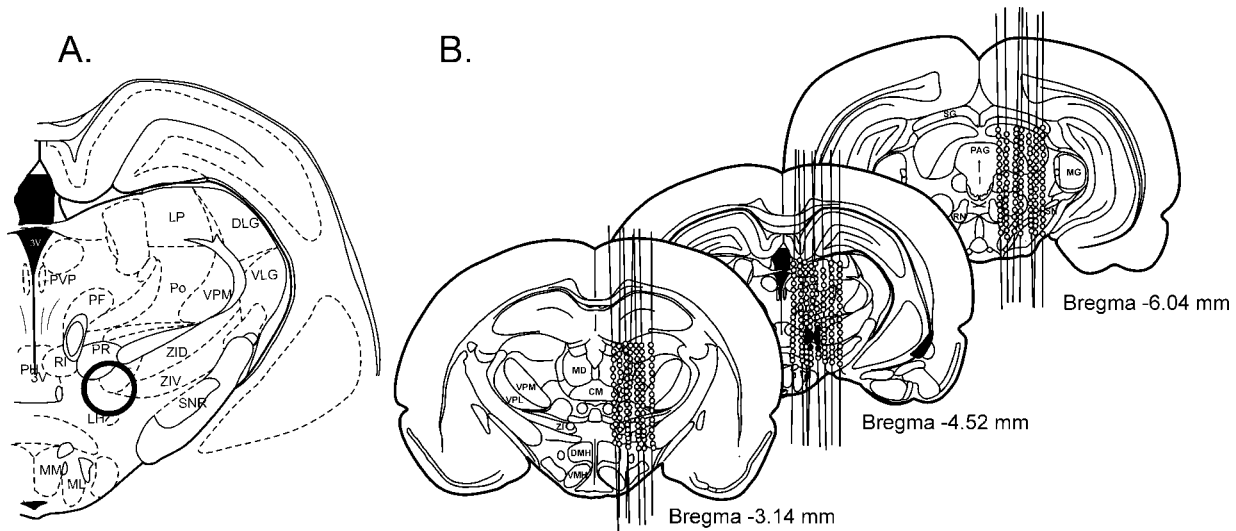 A.
B.
3V
LP
DLG
PVP
Po
VPM
VLG
PF
RI
PR
ZID
PH
3V
ZIV
SNR
LH
MM
ML
SG
PAG
MG
RN
Bregma -6.04 mm
Bregma -4.52 mm
MD
VPM
CM
VPL
DMH
VMH
Bregma -3.14 mm